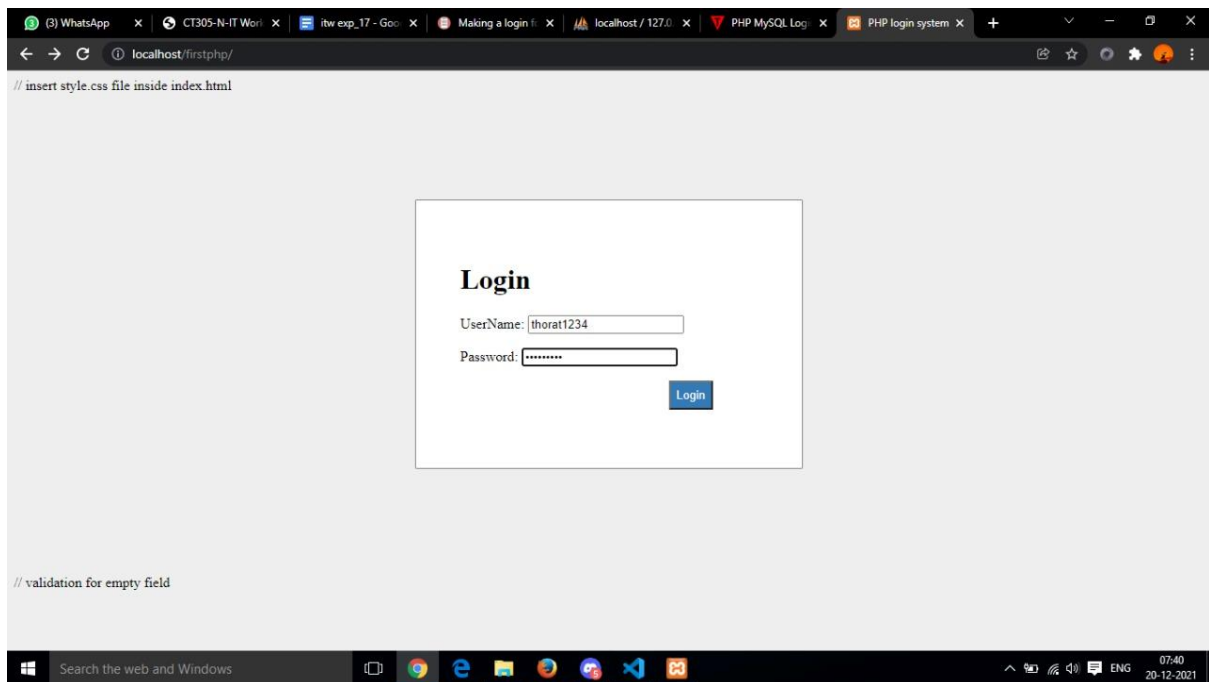 (3) WhatsApp
CT305-N-IT Wor
itw exp_17 - Goo
Making a login f
localhost / 127.0.
PHP MySQL Log
PHP login system
localhost/firstphp/
// insert style.css file inside index.html
Login
UserName: thorat1234
Password: •••••••••
Login
// validation for empty field
Search the web and Windows
ENG
07:40
20-12-2021